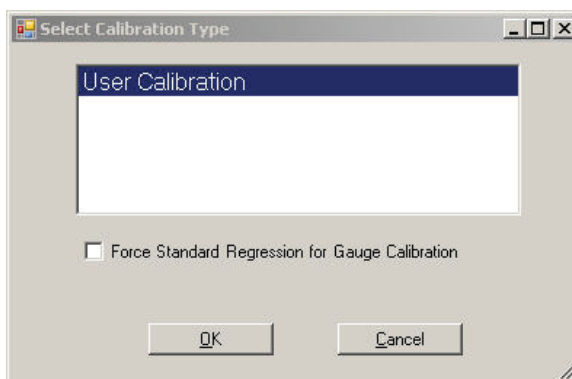 Select Calibration Type
User Calibration
Force Standard Regression for Gauge Calibration
OK
Cancel